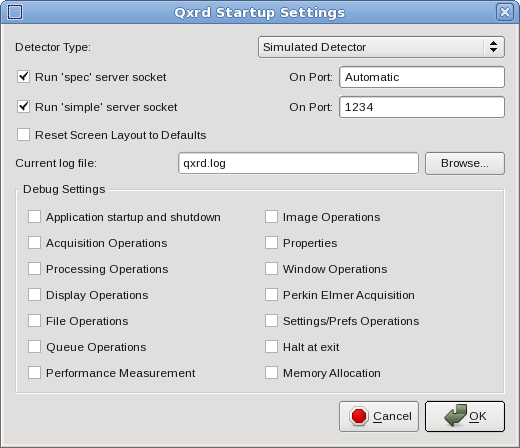 Qxrd Startup Settings
Detector Type: Simulated Detector
Run 'spec' server socket On Port: Automatic
Run 'simple' server socket On Port: 1234
Reset Screen Layout to Defaults
Current log file: qxrd.log Browse...
Debug Settings
Application startup and shutdown Image Operations
Acquisition Operations Properties
Processing Operations Window Operations
Display Operations Perkin Elmer Acquisition
File Operations Settings/Prefs Operations
Queue Operations Halt at exit
Performance Measurement Memory Allocation
Cancel OK